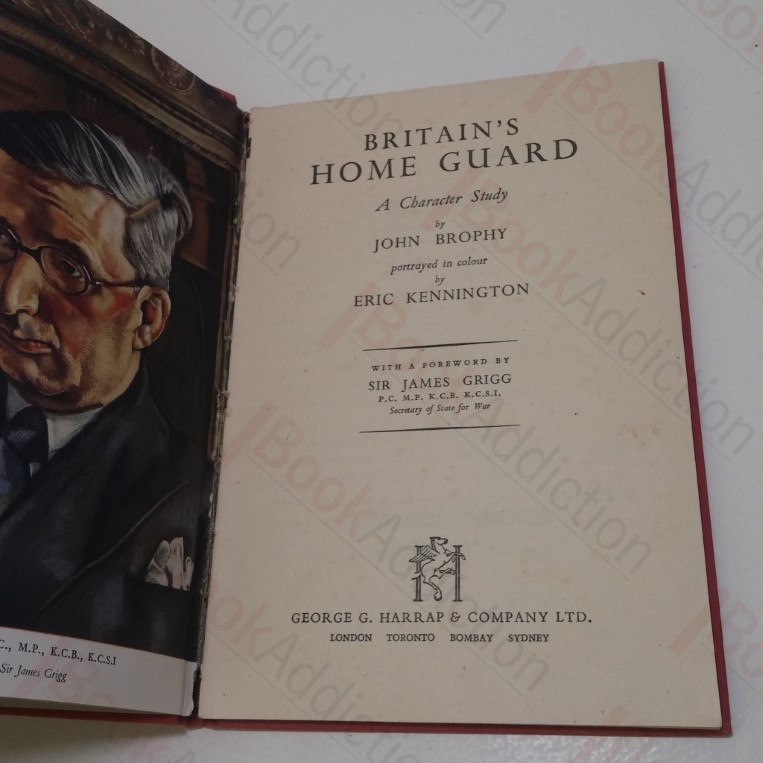 C., M.P., K.C.B., K.C.S.I
Sir James Grigg
BRITAIN'S
HOME GUARD
A Character Study
by
JOHN BROPHY
portrayed in colour
by
ERIC KENNINGTON
WITH A FOREWORD BY
SIR JAMES GRIGG
P.C. M.P. K.C.B. K.C.S.I.
Secretary of State for War
H
GEORGE G. HARRAP & COMPANY LTD.
LONDON TORONTO BOMBAY SYDNEY
BookAddiction